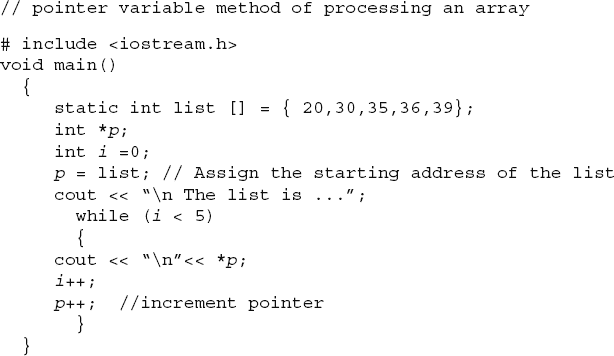 // pointer variable method of processing an array
# include <iostream.h>
void main()
{
static int list [] = { 20,30,35,36,39};
int *p;
int i =0;
p = list; // Assign the starting address of the list
cout << “\n The list is ...”;
while (i < 5)
{
cout << “\n”<< *p;
i++;
p++; //increment pointer
}
}